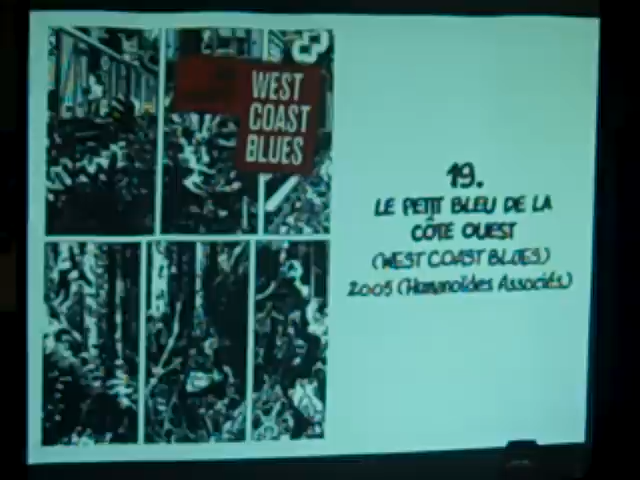 WEST
COAST
BLUES
19.
LE PETIT BLEU DE LA
CÔTE OUEST
(WEST COAST BLUES)
2005 (Humanoïdes Associés)